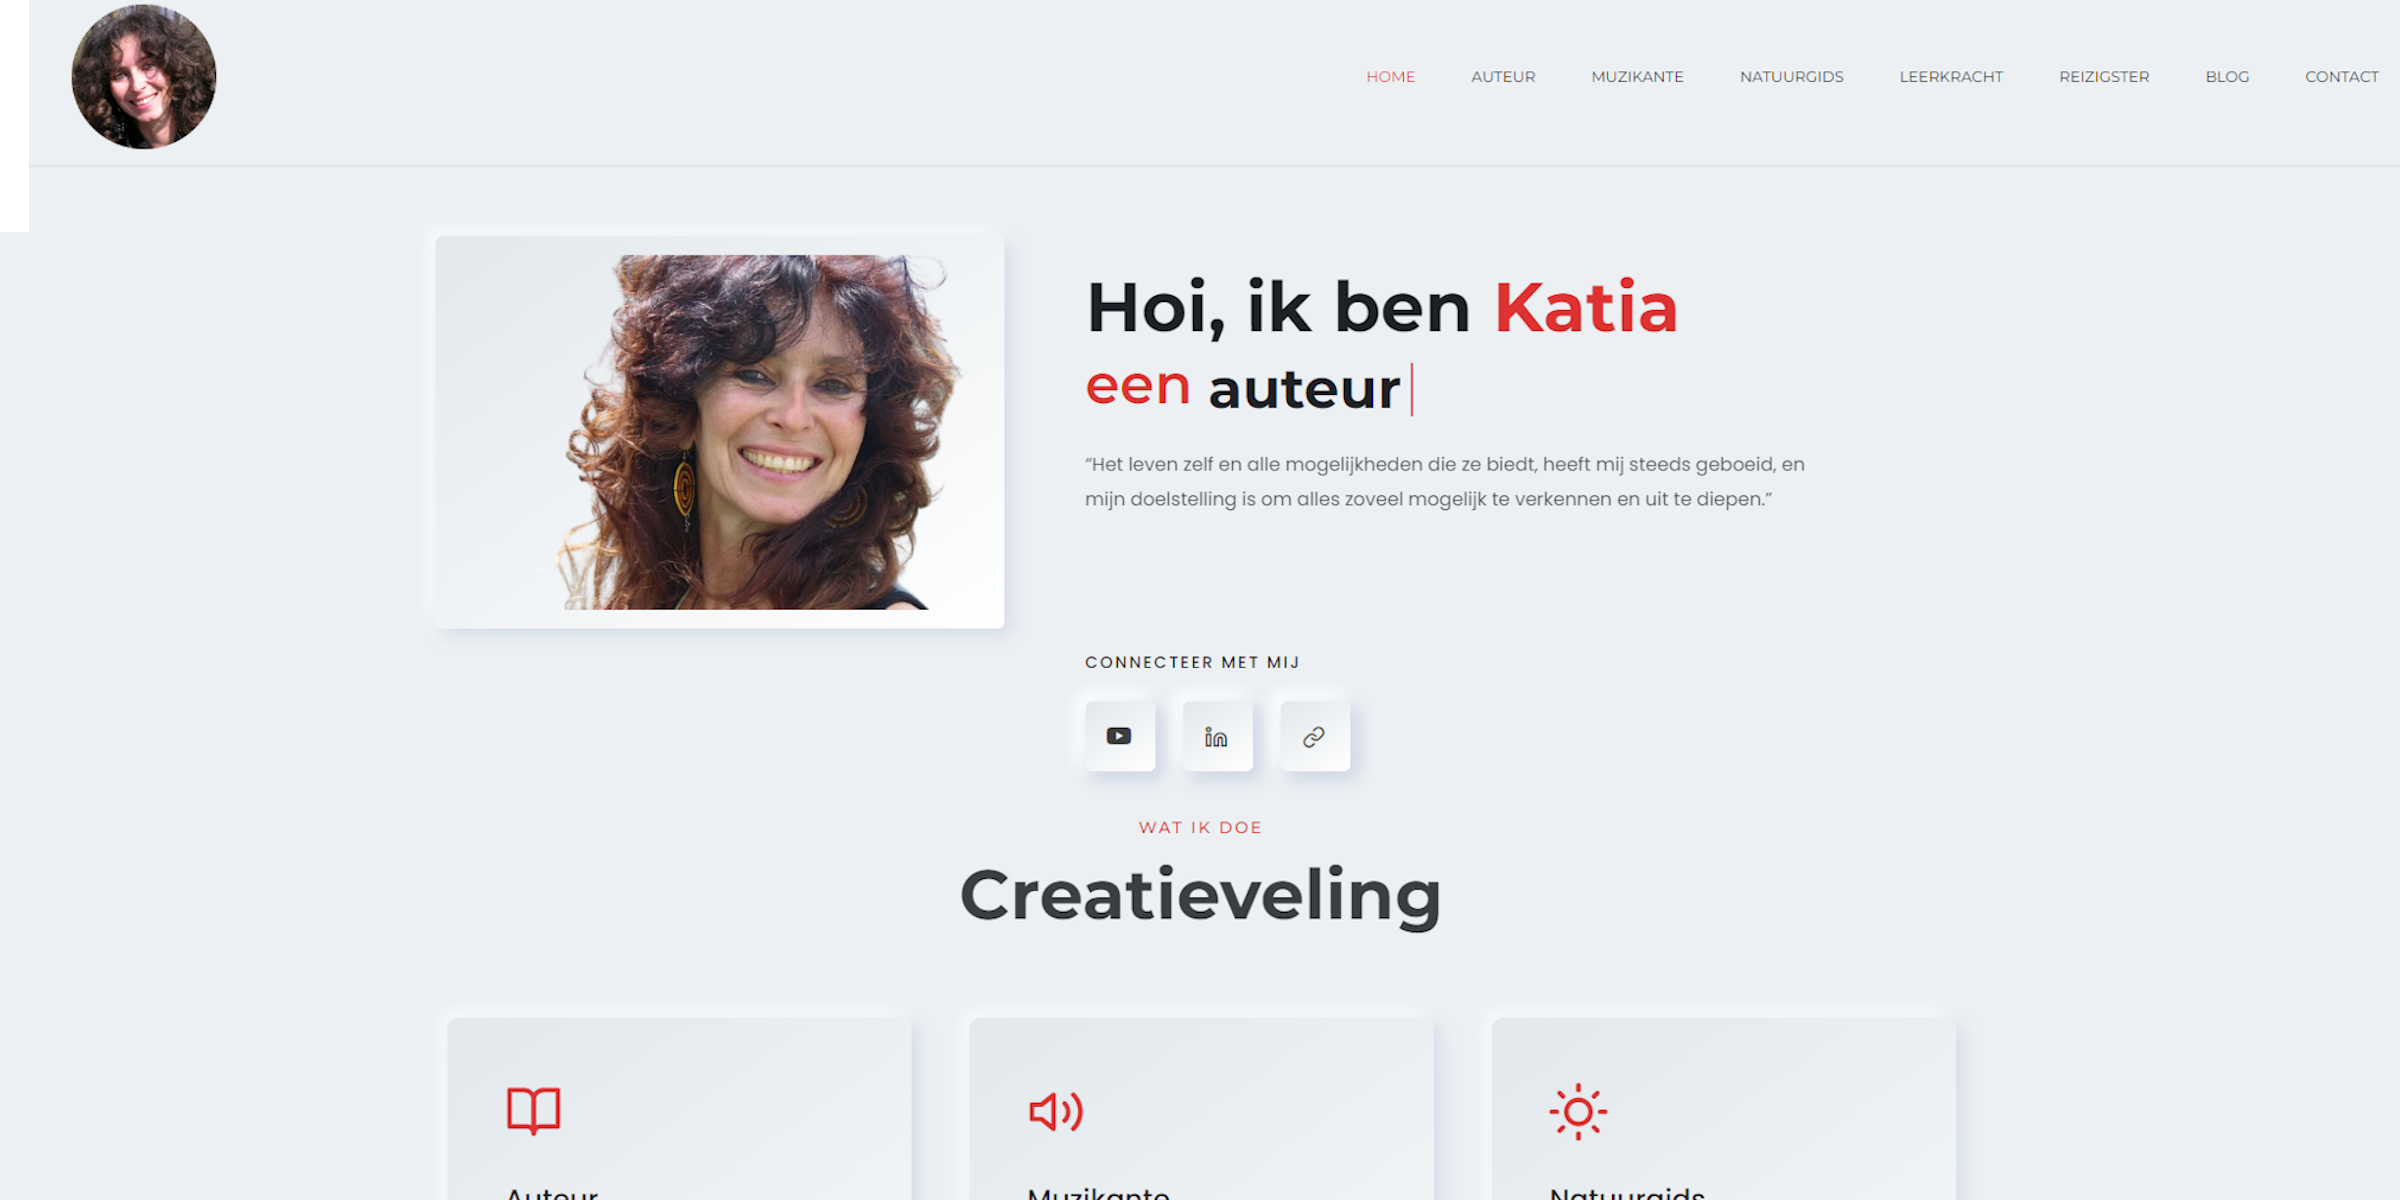 HOME AUTEUR MUZIKANTE NATUURGIDS LEERKRACHT REIZIGSTER BLOG CONTACT
Hoi, ik ben Katia
een auteur
“Het leven zelf en alle mogelijkheden die ze biedt, heeft mij steeds geboeid, en
mijn doelstelling is om alles zoveel mogelijk te verkennen en uit te diepen.”
CONNECTEER MET MIJ
WAT IK DOE
Creatieveling
Auteur
Muzikante
Natuurgids